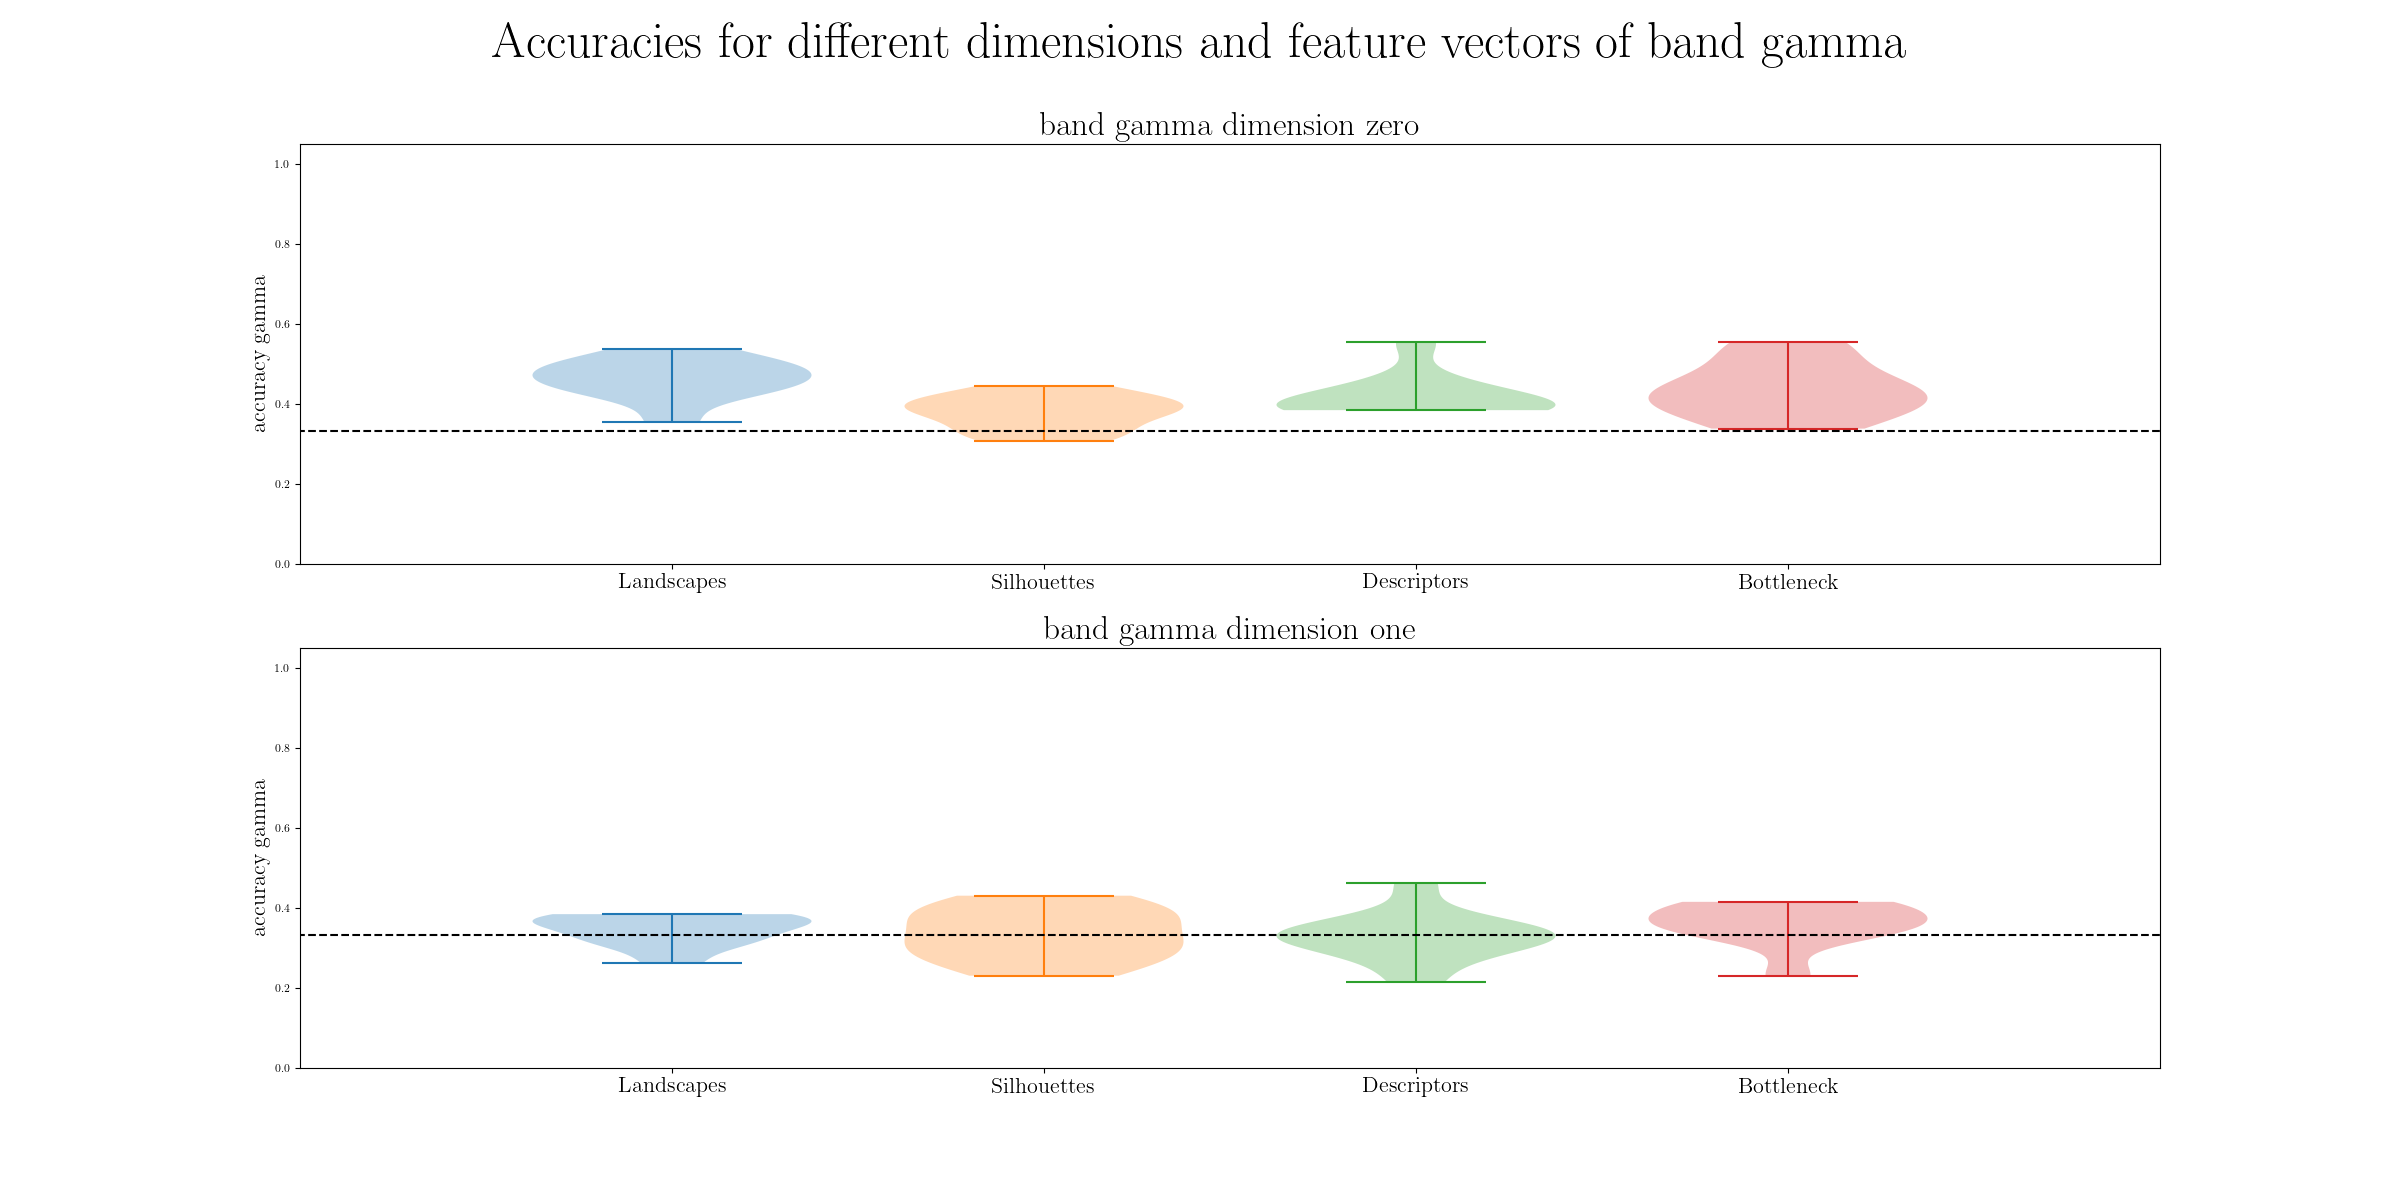 Accuracies for different dimensions and feature vectors of band gamma
band gamma dimension zero
accuracy gamma
1.0
0.8
0.6
0.4
0.2
0.0
Landscapes Silhouettes Descriptors Bottleneck
band gamma dimension one
accuracy gamma
1.0
0.8
0.6
0.4
0.2
0.0
Landscapes Silhouettes Descriptors Bottleneck